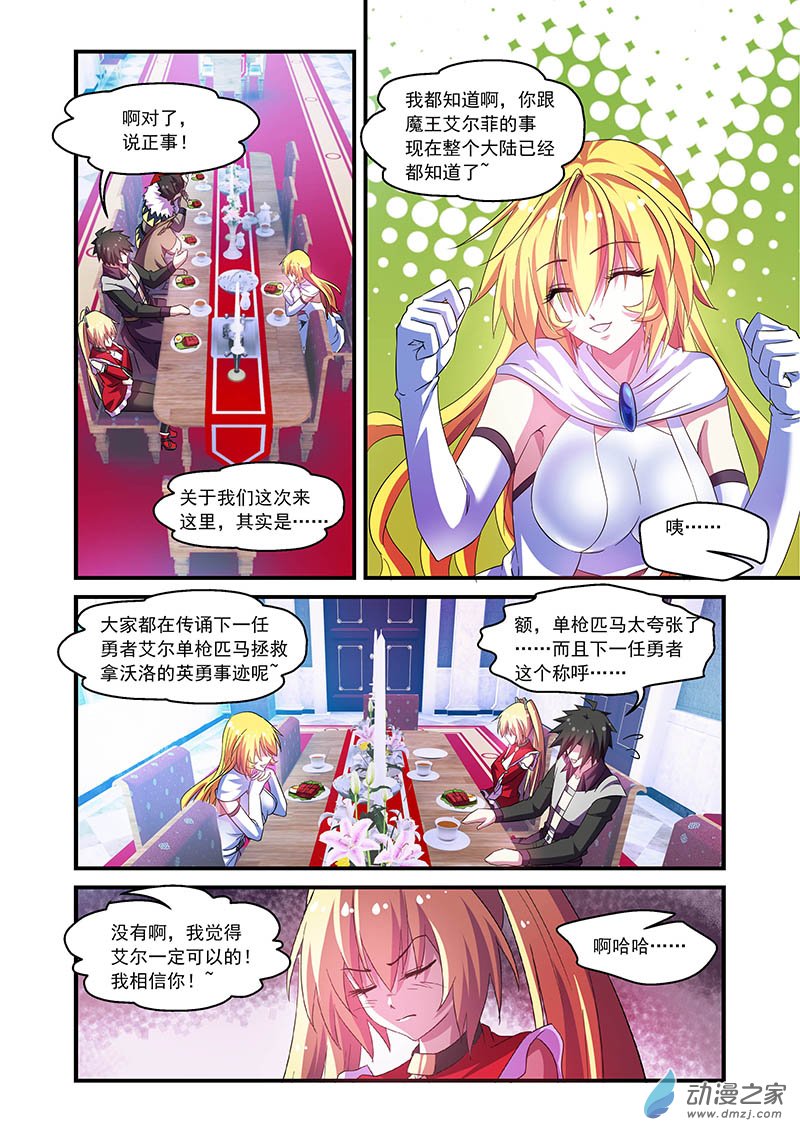 啊对了，
说正事！
关于我们这次来
这里，其实是……
我都知道啊，你跟
魔王艾尔菲的事
现在整个大陆已经
都知道了~
咦……
大家都在传诵下一任
勇者艾尔单枪匹马拯救
拿沃洛的英勇事迹呢~
额，单枪匹马太夸张了
……而且下一任勇者
这个称呼……
没有啊，我觉得
艾尔一定可以的！
我相信你！~
啊哈哈……
动漫之家
www.dmzj.com